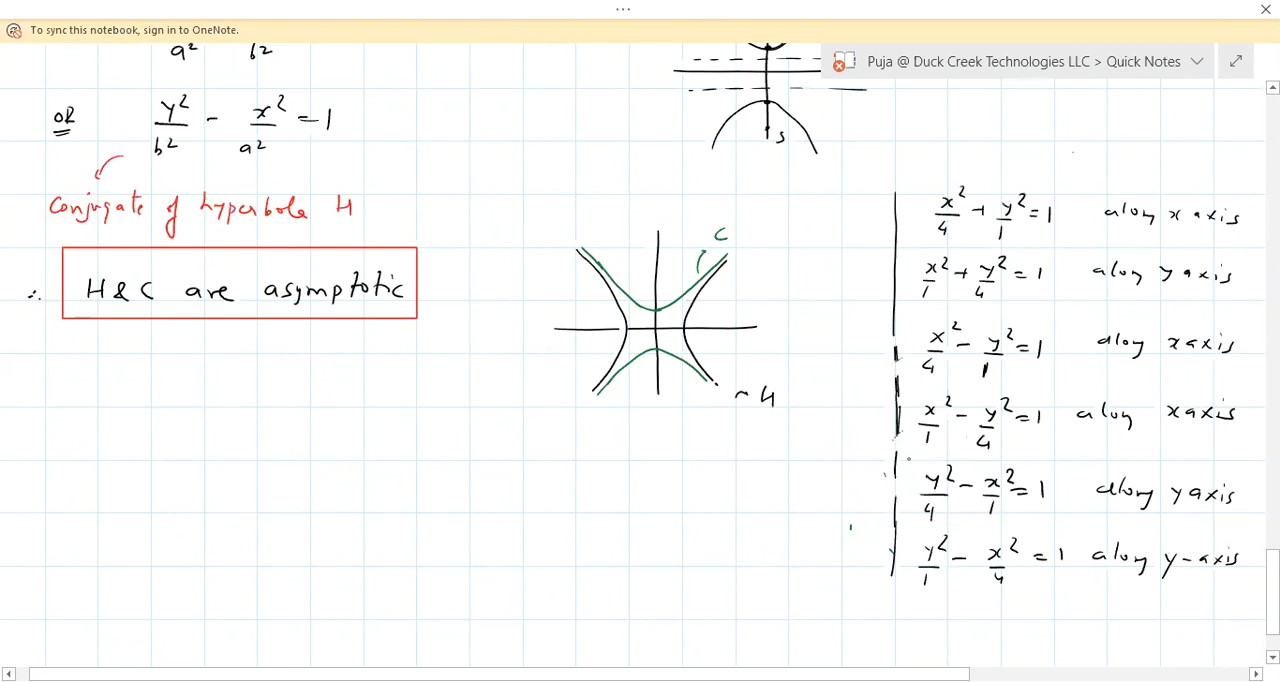 ...
To sync this notebook, sign in to OneNote.
Puja @ Duck Creek Technologies LLC > Quick Notes
a² b²
OR y²/b² - x²/a² = 1
Conjugate of hyperbola H
∴ H & C are asymptotic
S
C
~ H
x²/4 + y²/1 = 1 along x axis
x²/1 + y²/4 = 1 along y axis
x²/4 - y²/1 = 1 along x axis
x²/1 - y²/4 = 1 along x axis
y²/4 - x²/1 = 1 along y axis
y²/1 - x²/4 = 1 along y-axis